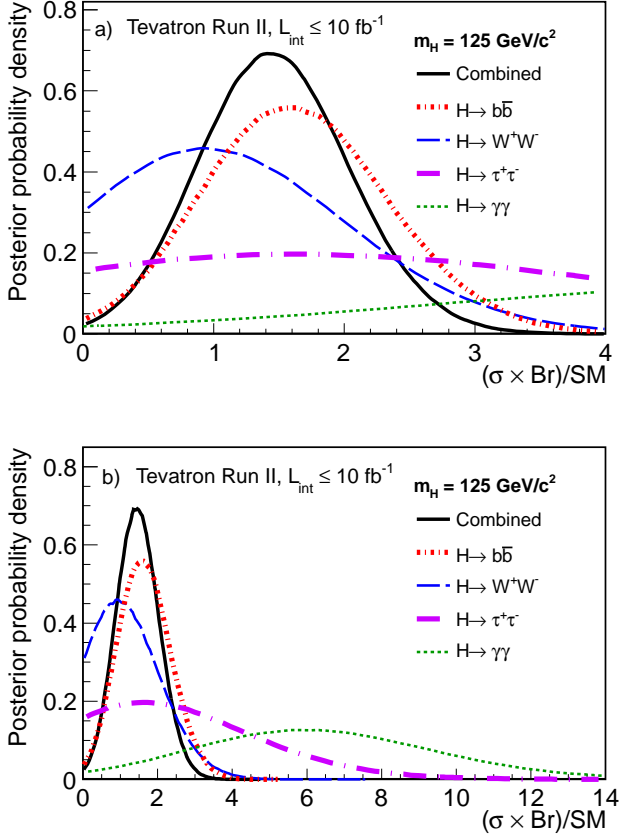 a) Tevatron Run II, L_int ≤ 10 fb⁻¹
m_H = 125 GeV/c²
Combined
H→ bb̅
H→ W⁺W⁻
H→ τ⁺τ⁻
H→ γγ
Posterior probability density
0.8
0.6
0.4
0.2
0
0 1 2 3 4
(σ × Br)/SM
b) Tevatron Run II, L_int ≤ 10 fb⁻¹
m_H = 125 GeV/c²
Combined
H→ bb̅
H→ W⁺W⁻
H→ τ⁺τ⁻
H→ γγ
Posterior probability density
0.8
0.6
0.4
0.2
0
0 2 4 6 8 10 12 14
(σ × Br)/SM